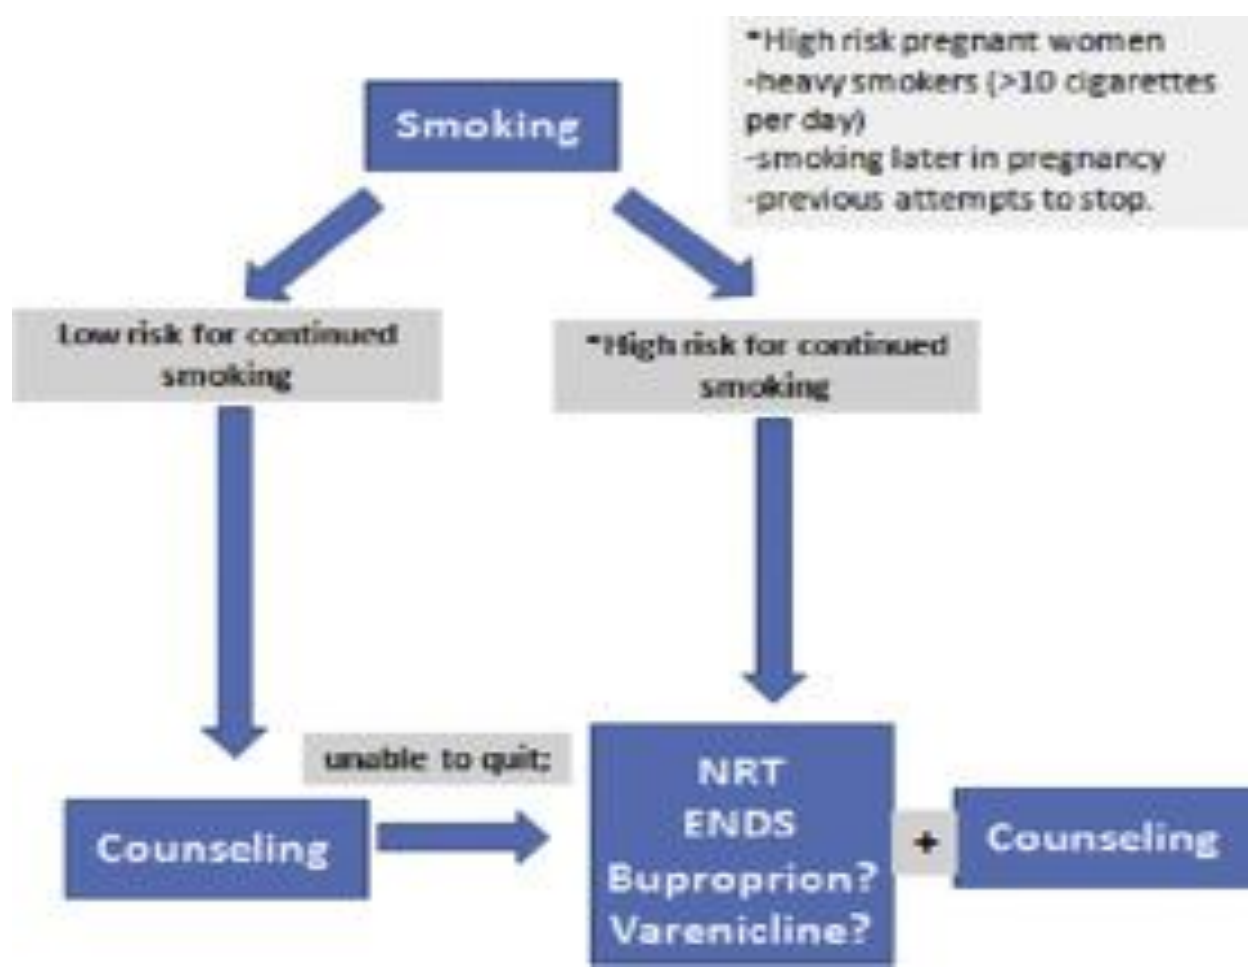 *High risk pregnant women
-heavy smokers (>10 cigarettes
per day)
-smoking later in pregnancy
-previous attempts to stop.
Smoking
Low risk for continued
smoking
*High risk for continued
smoking
unable to quit;
Counseling
NRT
ENDS
Buproprion?
Varenicline?
+
Counseling